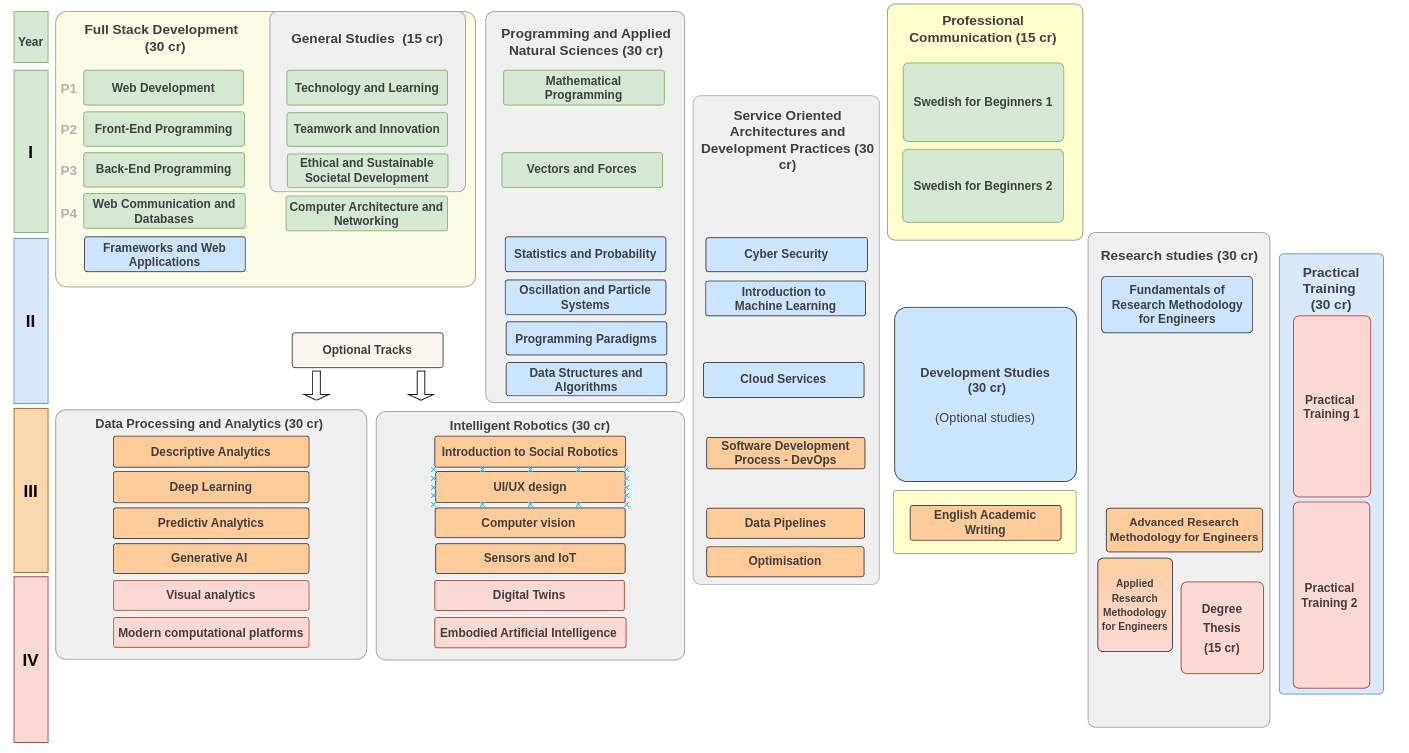 Year
I
II
III
IV
Full Stack Development
(30 cr)
P1
P2
P3
P4
Web Development
Front-End Programming
Back-End Programming
Web Communication and
Databases
Frameworks and Web
Applications
General Studies (15 cr)
Technology and Learning
Teamwork and Innovation
Ethical and Sustainable
Societal Development
Computer Architecture and
Networking
Programming and Applied
Natural Sciences (30 cr)
Mathematical
Programming
Vectors and Forces
Statistics and Probability
Oscillation and Particle
Systems
Programming Paradigms
Data Structures and
Algorithms
Service Oriented
Architectures and
Development Practices (30
cr)
Cyber Security
Introduction to
Machine Learning
Cloud Services
Software Development
Process - DevOps
Data Pipelines
Optimisation
Professional
Communication (15 cr)
Swedish for Beginners 1
Swedish for Beginners 2
Development Studies
(30 cr)
(Optional studies)
English Academic
Writing
Research studies (30 cr)
Fundamentals of
Research Methodology
for Engineers
Advanced Research
Methodology for Engineers
Applied
Research
Methodology
for Engineers
Degree
Thesis
(15 cr)
Practical
Training
(30 cr)
Practical
Training 1
Practical
Training 2
Optional Tracks
Data Processing and Analytics (30 cr)
Descriptive Analytics
Deep Learning
Predictiv Analytics
Generative AI
Visual analytics
Modern computational platforms
Intelligent Robotics (30 cr)
Introduction to Social Robotics
UI/UX design
Computer vision
Sensors and IoT
Digital Twins
Embodied Artificial Intelligence